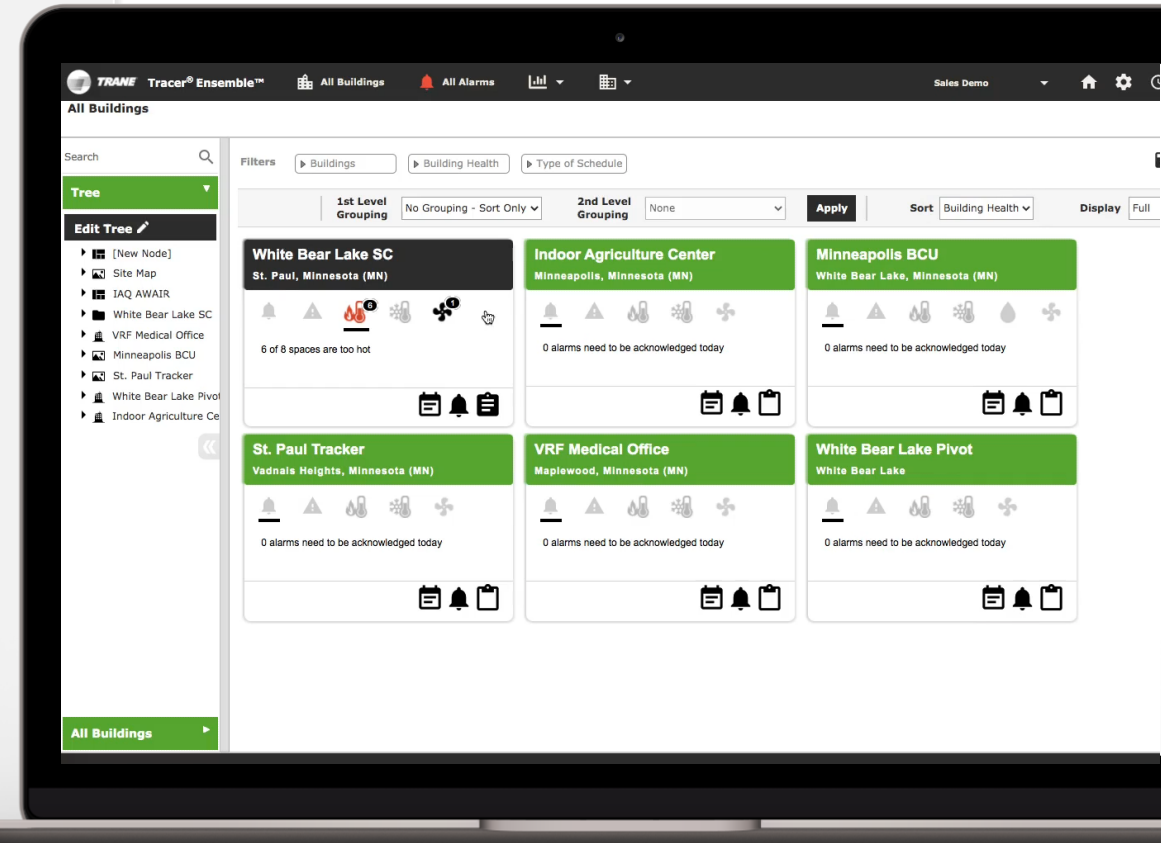 TRANE Tracer® Ensemble™ All Buildings All Alarms Sales Demo
All Buildings
Search
Filters Buildings Building Health Type of Schedule
Tree
1st Level Grouping No Grouping - Sort Only 2nd Level Grouping None Apply Sort Building Health Display Full
Edit Tree
[New Node]
Site Map
IAQ AWAIR
White Bear Lake SC
VRF Medical Office
Minneapolis BCU
St. Paul Tracker
White Bear Lake Pivot
Indoor Agriculture Ce
All Buildings
White Bear Lake SC
St. Paul, Minnesota (MN)
6
1
6 of 8 spaces are too hot
Indoor Agriculture Center
Minneapolis, Minnesota (MN)
0 alarms need to be acknowledged today
Minneapolis BCU
White Bear Lake, Minnesota (MN)
0 alarms need to be acknowledged today
St. Paul Tracker
Vadnais Heights, Minnesota (MN)
0 alarms need to be acknowledged today
VRF Medical Office
Maplewood, Minnesota (MN)
0 alarms need to be acknowledged today
White Bear Lake Pivot
White Bear Lake
0 alarms need to be acknowledged today